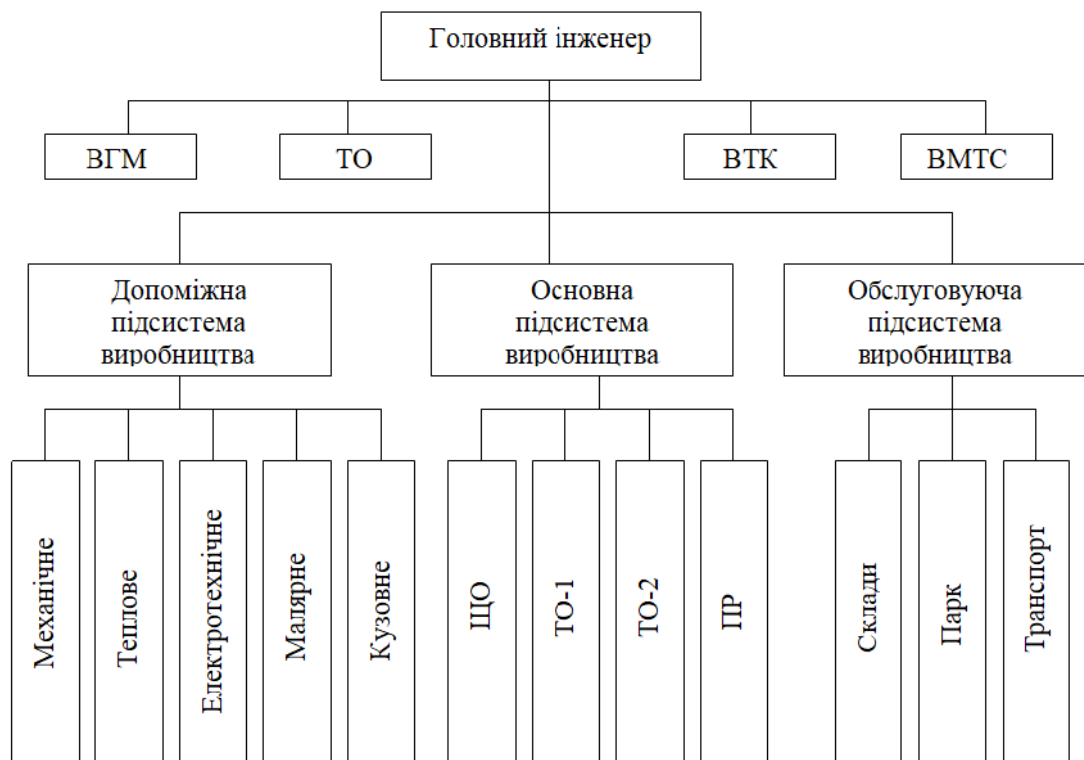 Головний інженер
ВГМ
ТО
ВТК
ВМТС
Допоміжна
підсистема
виробництва
Основна
підсистема
виробництва
Обслуговуюча
підсистема
виробництва
Механічне
Теплове
Електротехнічне
Малярне
Кузовне
ЩО
ТО-1
ТО-2
ПР
Склади
Парк
Транспорт